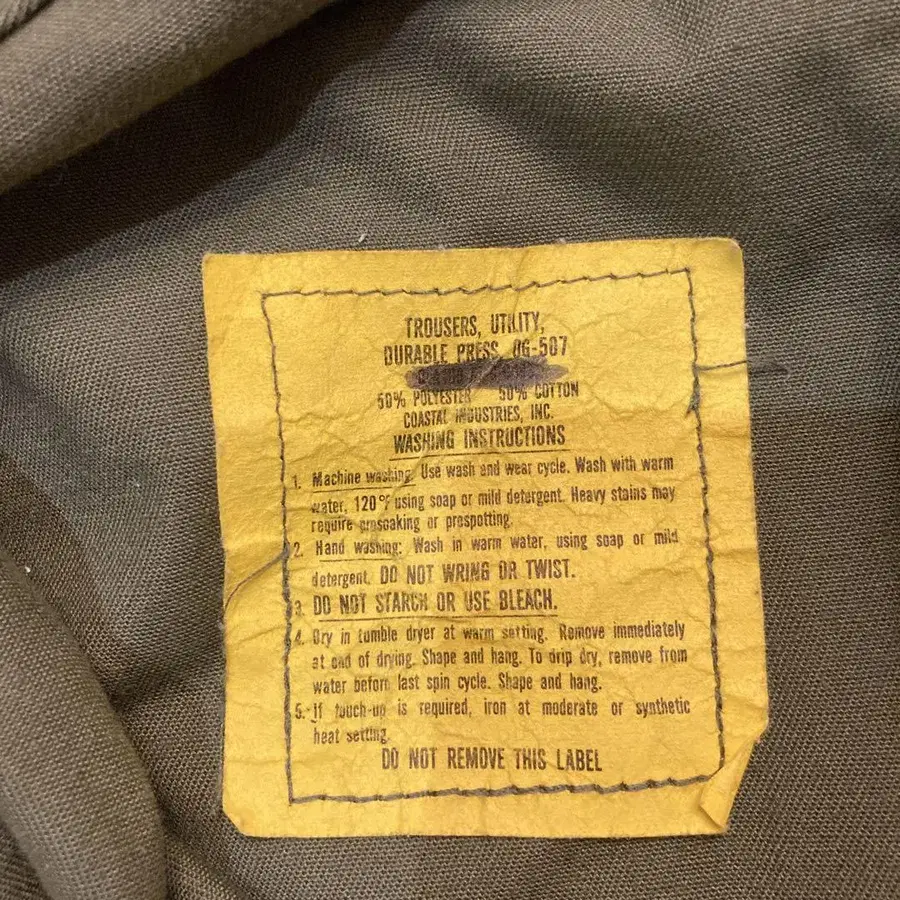 TROUSERS, UTILITY,
DURABLE PRESS, OG-507
50% POLYESTER 50% COTTON
COASTAL INDUSTRIES, INC.
WASHING INSTRUCTIONS
1. Machine washing. Use wash and wear cycle. Wash with warm
water, 120°F using soap or mild detergent. Heavy stains may
require presoaking or prespotting.
2. Hand washing: Wash in warm water, using soap or mild
detergent. DO NOT WRING OR TWIST.
3. DO NOT STARCH OR USE BLEACH.
4. Dry in tumble dryer at warm setting. Remove immediately
at end of drying. Shape and hang. To drip dry, remove from
water before last spin cycle. Shape and hang.
5. If touch-up is required, iron at moderate or synthetic
heat setting.
DO NOT REMOVE THIS LABEL